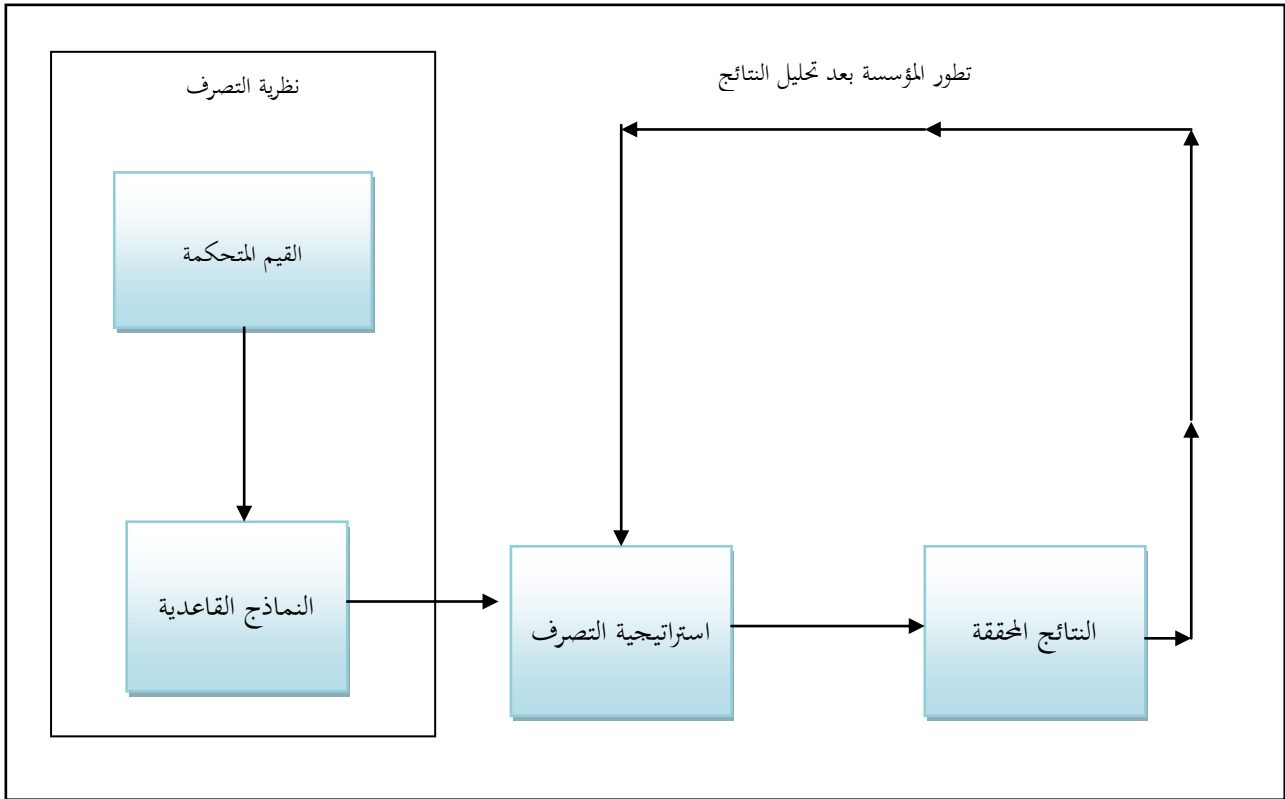 نظرية التصرف
تطور المؤسسة بعد تحليل النتائج
القيم المتحكمة
النماذج القاعدية
استراتيجية التصرف
النتائج المحققة